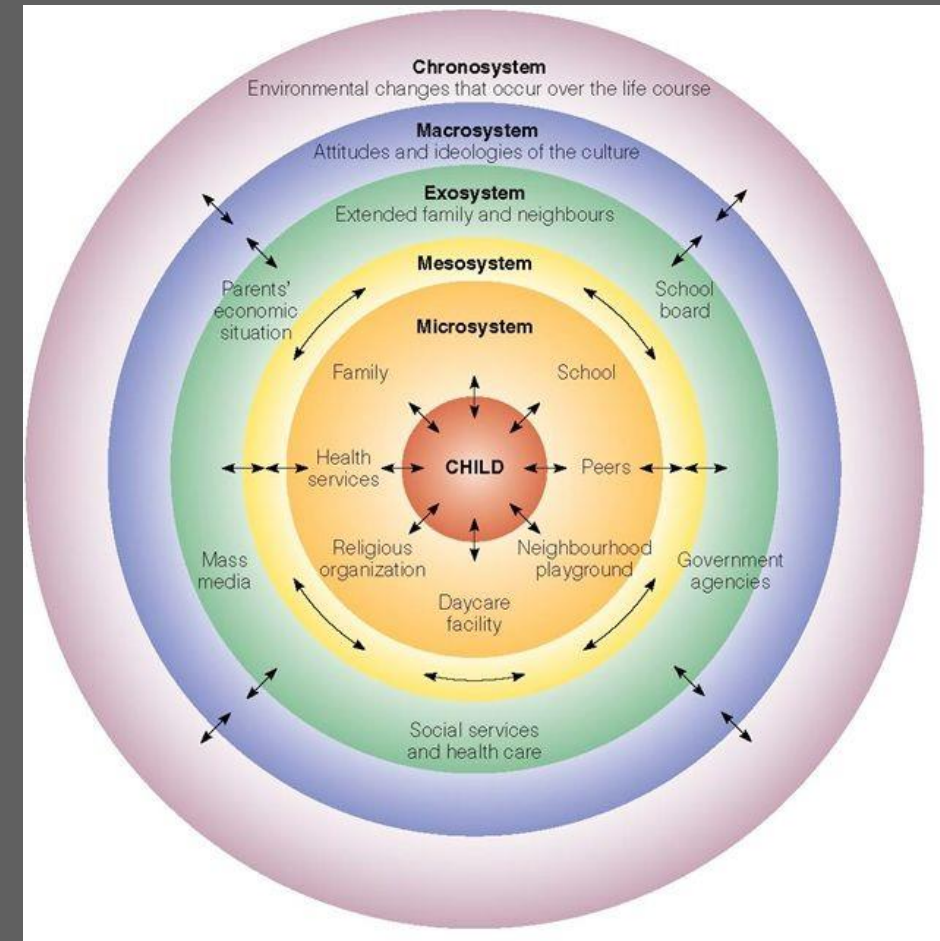 Chronosystem
Environmental changes that occur over the life course
Macrosystem
Attitudes and ideologies of the culture
Exosystem
Extended family and neighbours
Mesosystem
Parents'
economic
situation
School
board
Microsystem
Family
School
Health
services
CHILD
Peers
Religious
organization
Neighbourhood
playground
Mass
media
Government
agencies
Daycare
facility
Social services
and health care